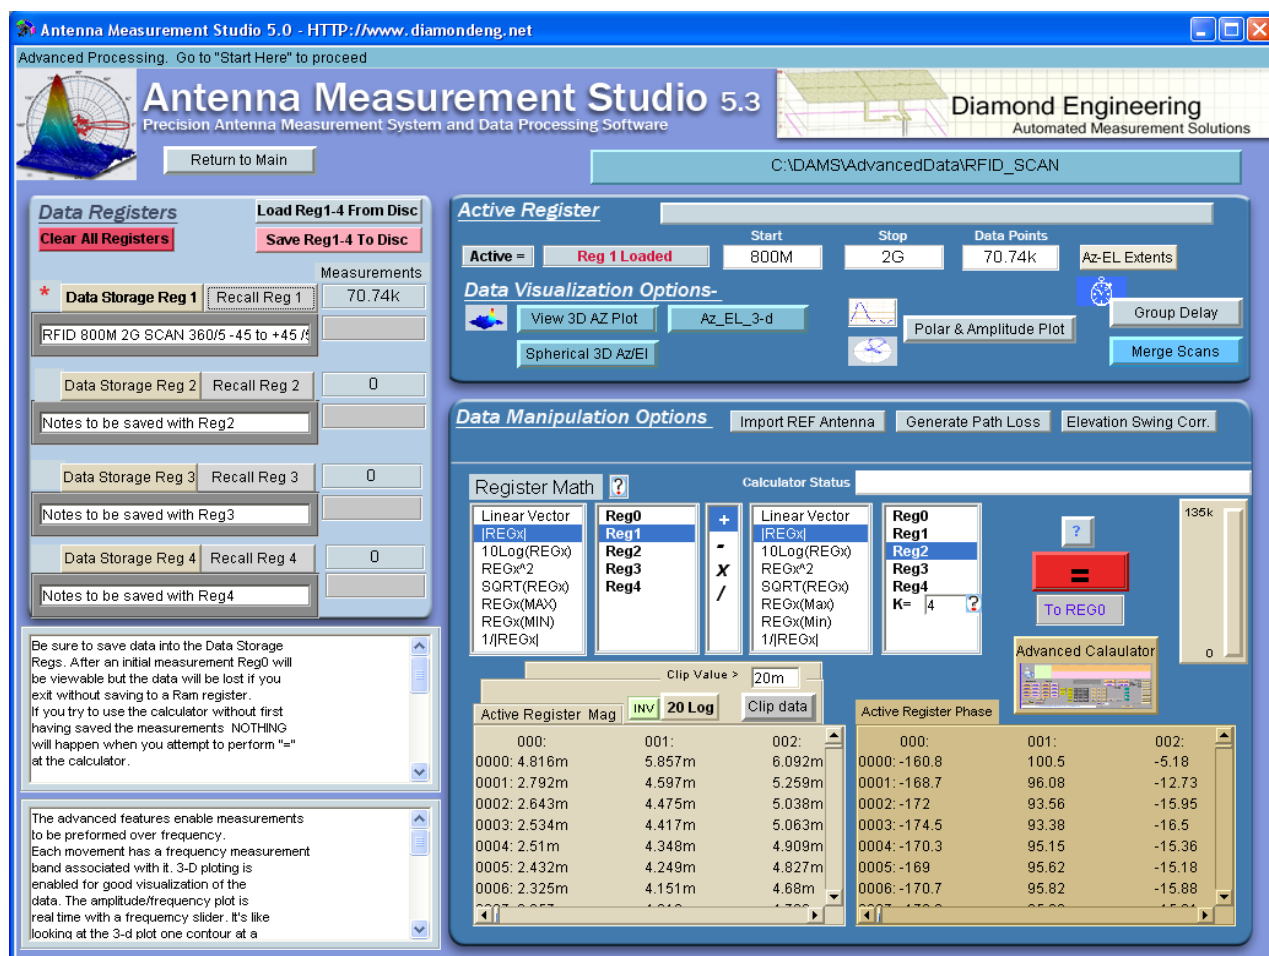 Antenna Measurement Studio 5.0 - HTTP://www.diamondeng.net
Advanced Processing.  Go to "Start Here" to proceed
Antenna Measurement Studio 5.3
Precision Antenna Measurement System and Data Processing Software
Diamond Engineering
Automated Measurement Solutions
Return to Main
C:\DAMS\AdvancedData\RFID_SCAN
Data Registers
Load Reg1-4 From Disc
Clear All Registers
Save Reg1-4 To Disc
Measurements
* Data Storage Reg 1 Recall Reg 1 70.74k
RFID 800M 2G SCAN 360/5 -45 to +45 /5
Data Storage Reg 2 Recall Reg 2 0
Notes to be saved with Reg2
Data Storage Reg 3 Recall Reg 3 0
Notes to be saved with Reg3
Data Storage Reg 4 Recall Reg 4 0
Notes to be saved with Reg4
Be sure to save data into the Data Storage
Regs. After an initial measurement Reg0 will
be viewable but the data will be lost if you
exit without saving to a Ram register.
If you try to use the calculator without first
having saved the measurements  NOTHING
will happen when you attempt to perform "="
at the calculator.
The advanced features enable measurements
to be preformed over frequency.
Each movement has a frequency measurement
band associated with it. 3-D ploting is
enabled for good visualization of the
data. The amplitude/frequency plot is
real time with a frequency slider. It's like
looking at the 3-d plot one contour at a
Active Register
Start Stop Data Points
Active = Reg 1 Loaded 800M 2G 70.74k Az-EL Extents
Data Visualization Options-
View 3D AZ Plot Az_EL_3-d
Spherical 3D Az/El
Polar & Amplitude Plot
Group Delay
Merge Scans
Data Manipulation Options
Import REF Antenna Generate Path Loss Elevation Swing Corr.
Register Math ?
Calculator Status
Linear Vector
|REGx|
10Log(REGx)
REGx^2
SQRT(REGx)
REGx(MAX)
REGx(MIN)
1/|REGx|
Reg0
Reg1
Reg2
Reg3
Reg4
+
-
x
/
Linear Vector
|REGx|
10Log(REGx)
REGx^2
SQRT(REGx)
REGx(Max)
REGx(Min)
1/|REGx|
Reg0
Reg1
Reg2
Reg3
Reg4
K= 4 ?
?
=
To REG0
135k
0
Advanced Calaulator
Clip Value > 20m
Active Register  Mag INV 20 Log Clip data
000: 001: 002:
0000: 4.816m 5.857m 6.092m
0001: 2.792m 4.597m 5.259m
0002: 2.643m 4.475m 5.038m
0003: 2.534m 4.417m 5.063m
0004: 2.51m 4.348m 4.909m
0005: 2.432m 4.249m 4.827m
0006: 2.325m 4.151m 4.68m
Active Register Phase
000: 001: 002:
0000: -160.8 100.5 -5.18
0001: -168.7 96.08 -12.73
0002: -172 93.56 -15.95
0003: -174.5 93.38 -16.5
0004: -170.3 95.15 -15.36
0005: -169 95.62 -15.18
0006: -170.7 95.82 -15.88